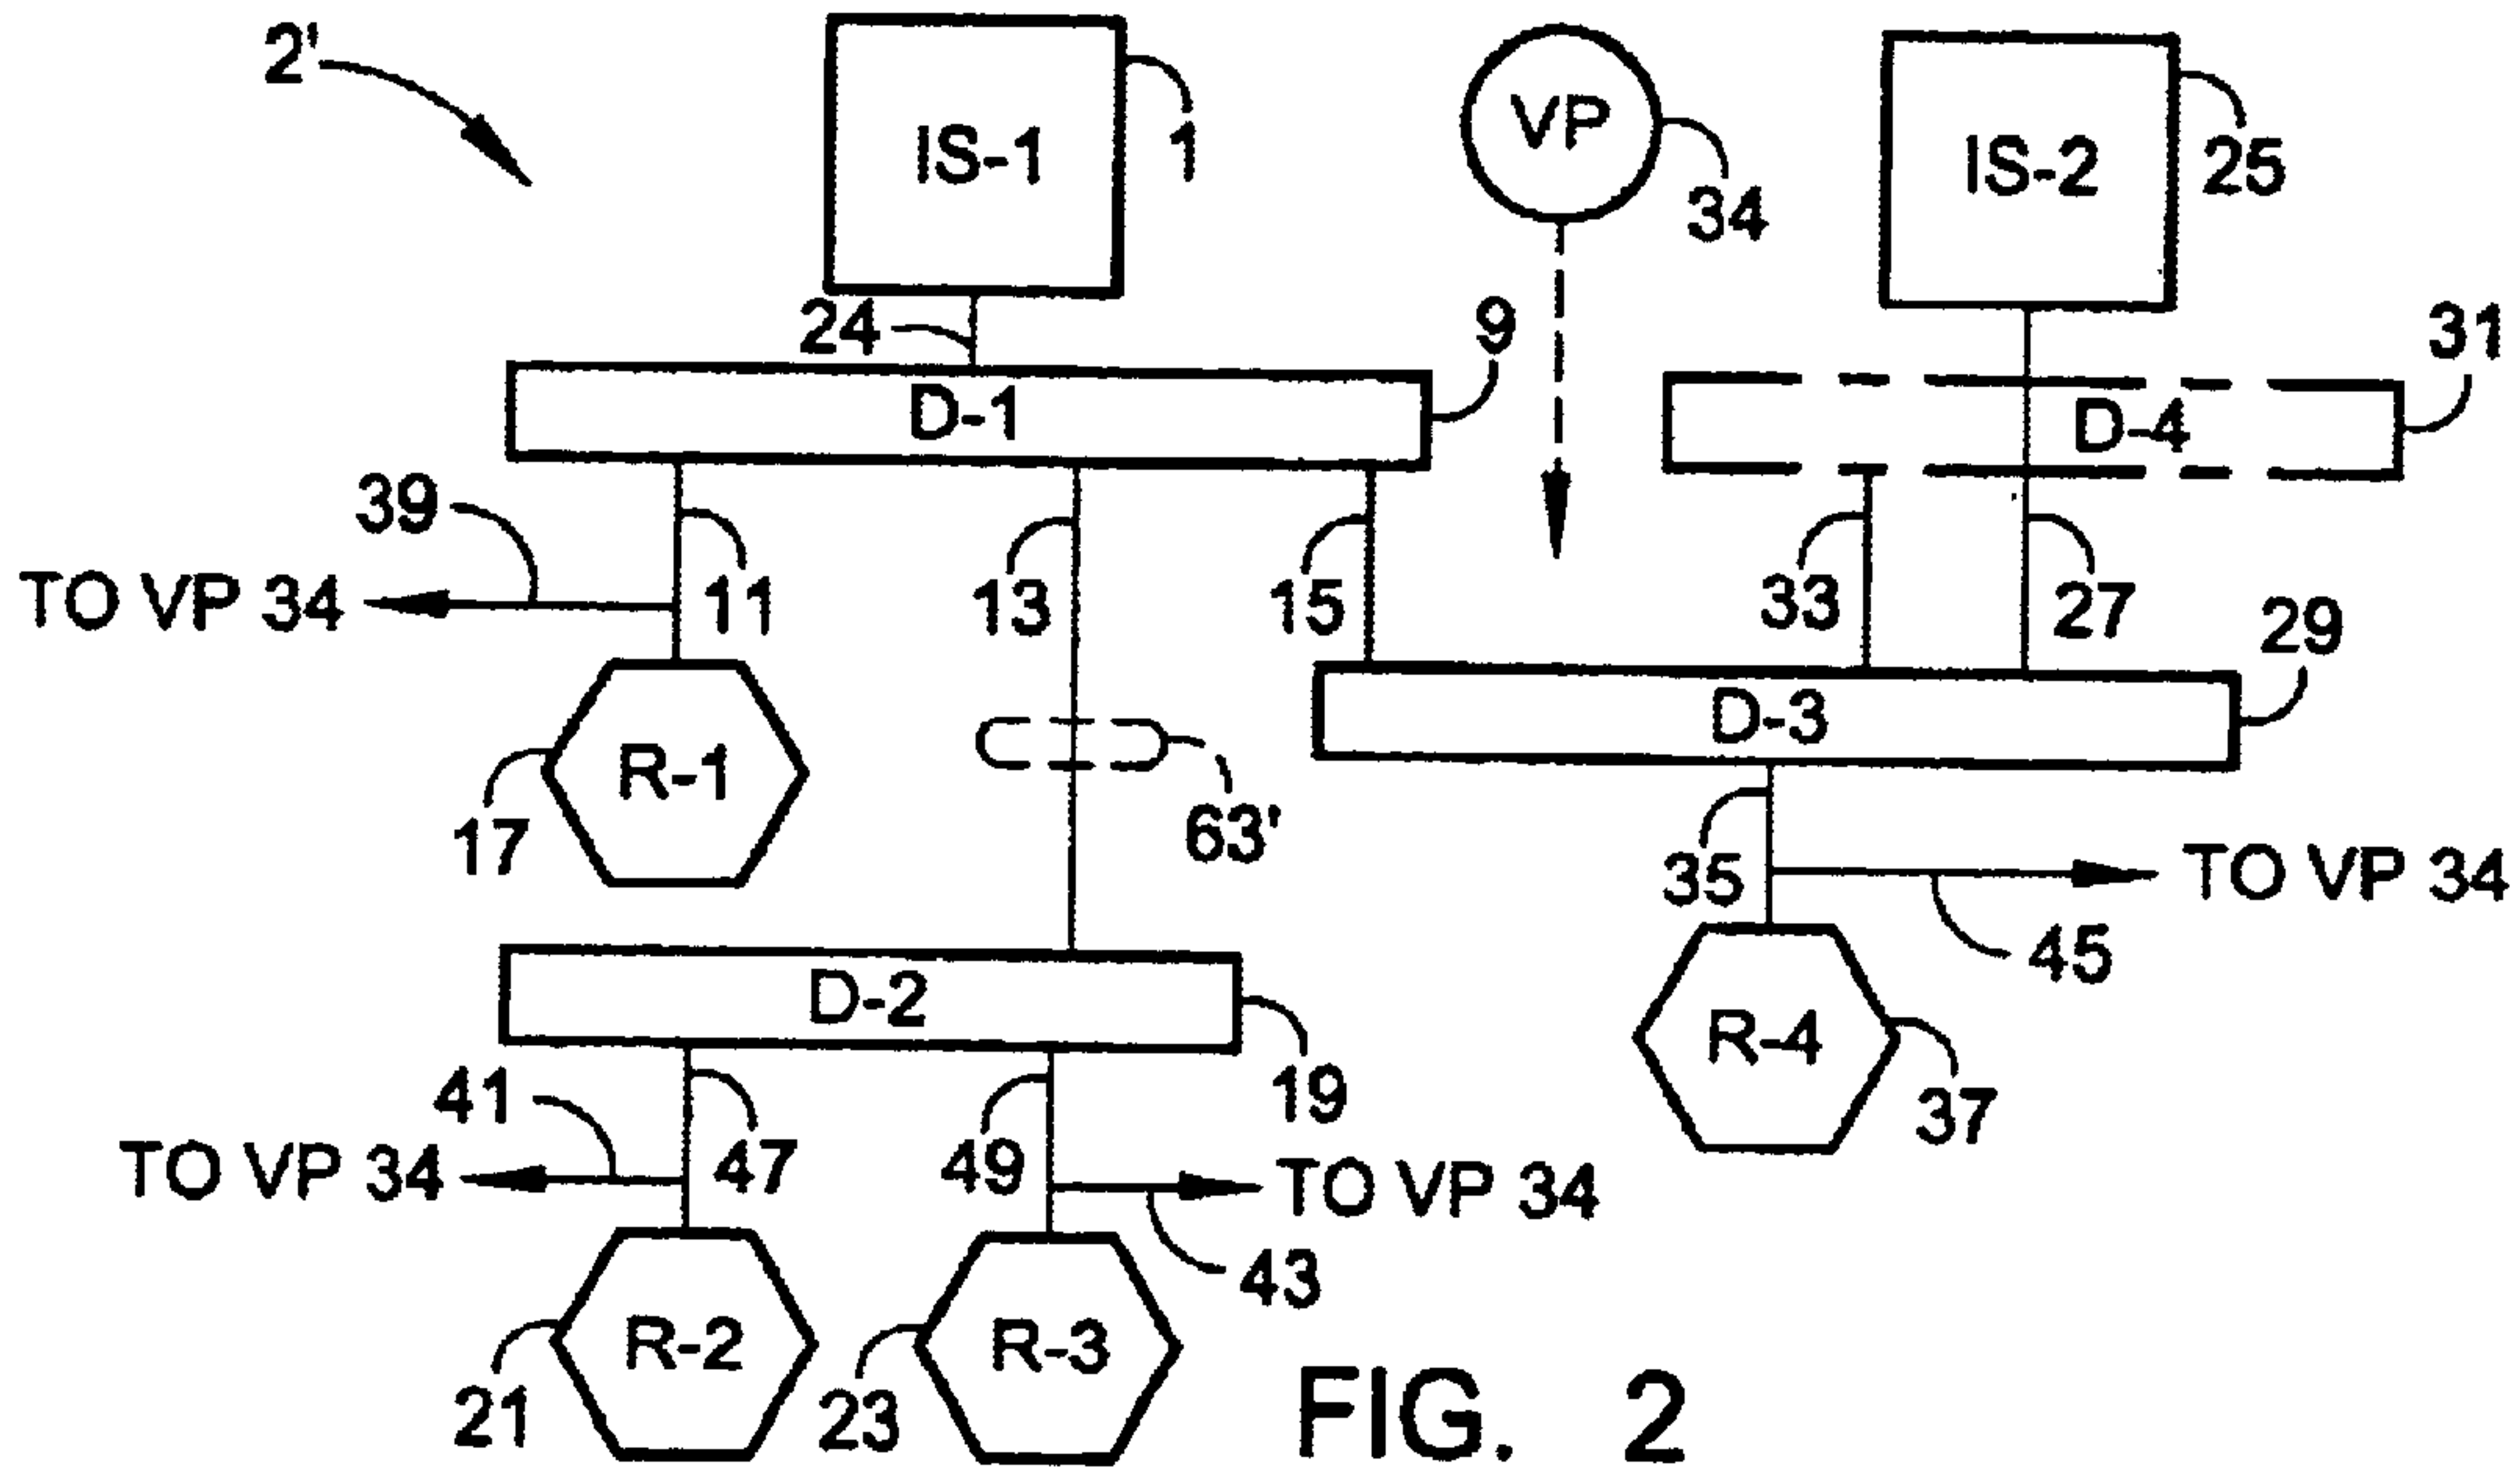 2'
IS-1
1
VP
34
IS-2
25
24
9
31
D-1
D-4
39
TO VP 34
11
13
15
33
27
29
R-1
17
D-3
63'
35
TO VP 34
45
D-2
19
R-4
37
41
TO VP 34
47
49
TO VP 34
43
R-2
21
R-3
23
FIG. 2